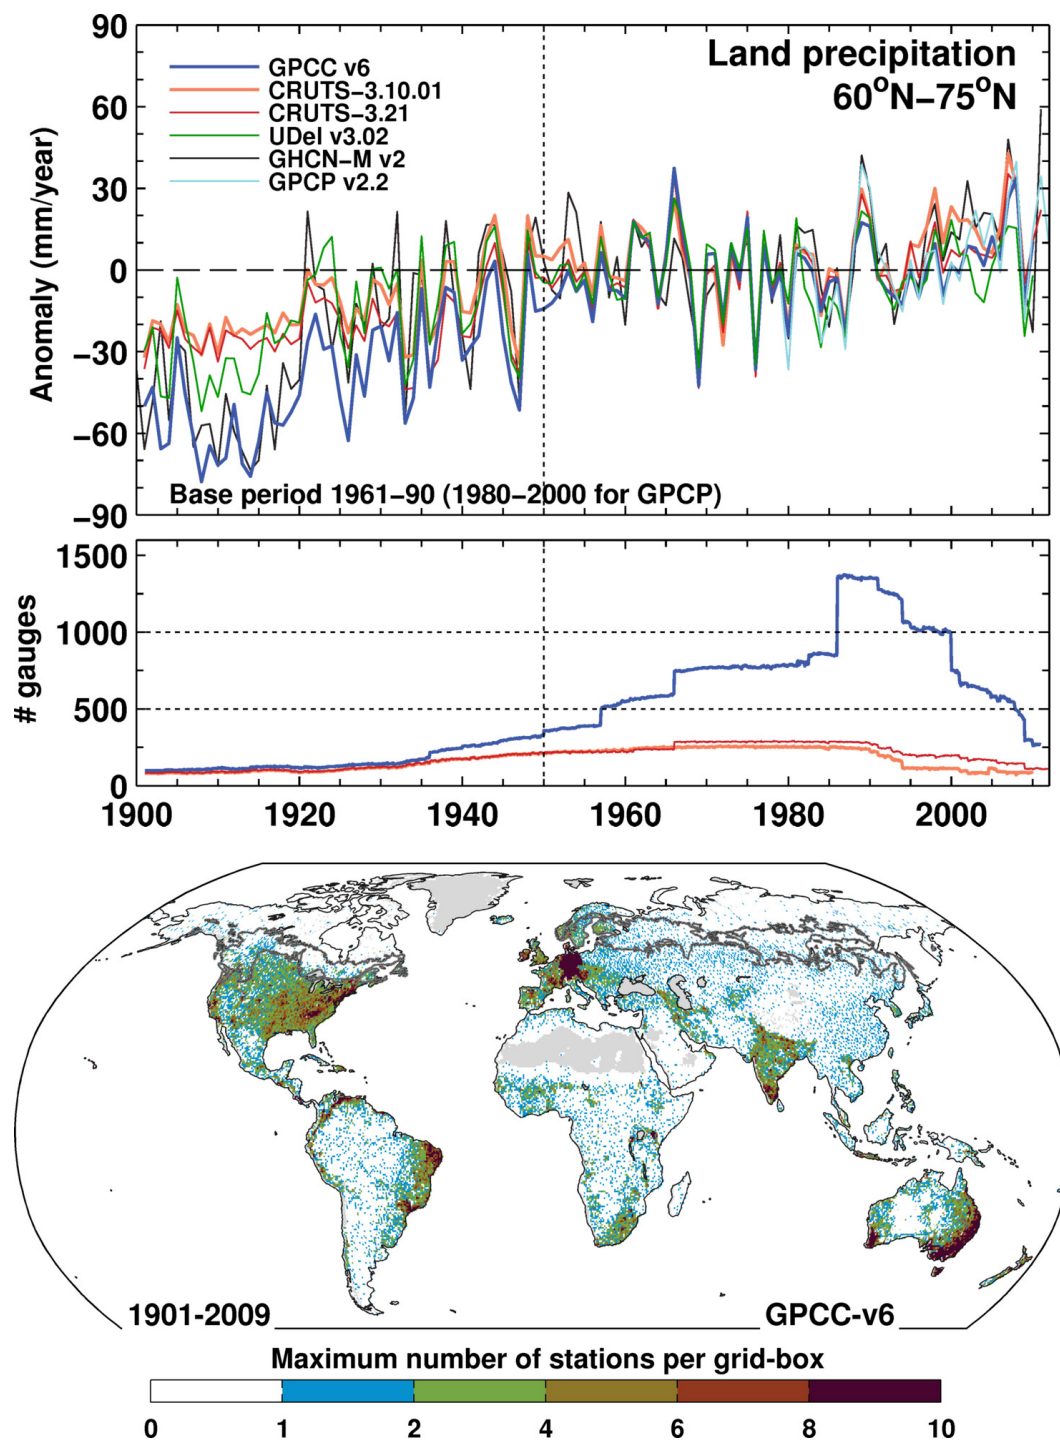 90
60
30
0
−30
−60
−90
Anomaly (mm/year)
Land precipitation
60°N−75°N
GPCC v6
CRUTS−3.10.01
CRUTS−3.21
UDel v3.02
GHCN−M v2
GPCP v2.2
Base period 1961−90 (1980−2000 for GPCP)
1500
1000
500
0
# gauges
1900 1920 1940 1960 1980 2000
1901-2009
GPCC-v6
Maximum number of stations per grid-box
0 1 2 4 6 8 10